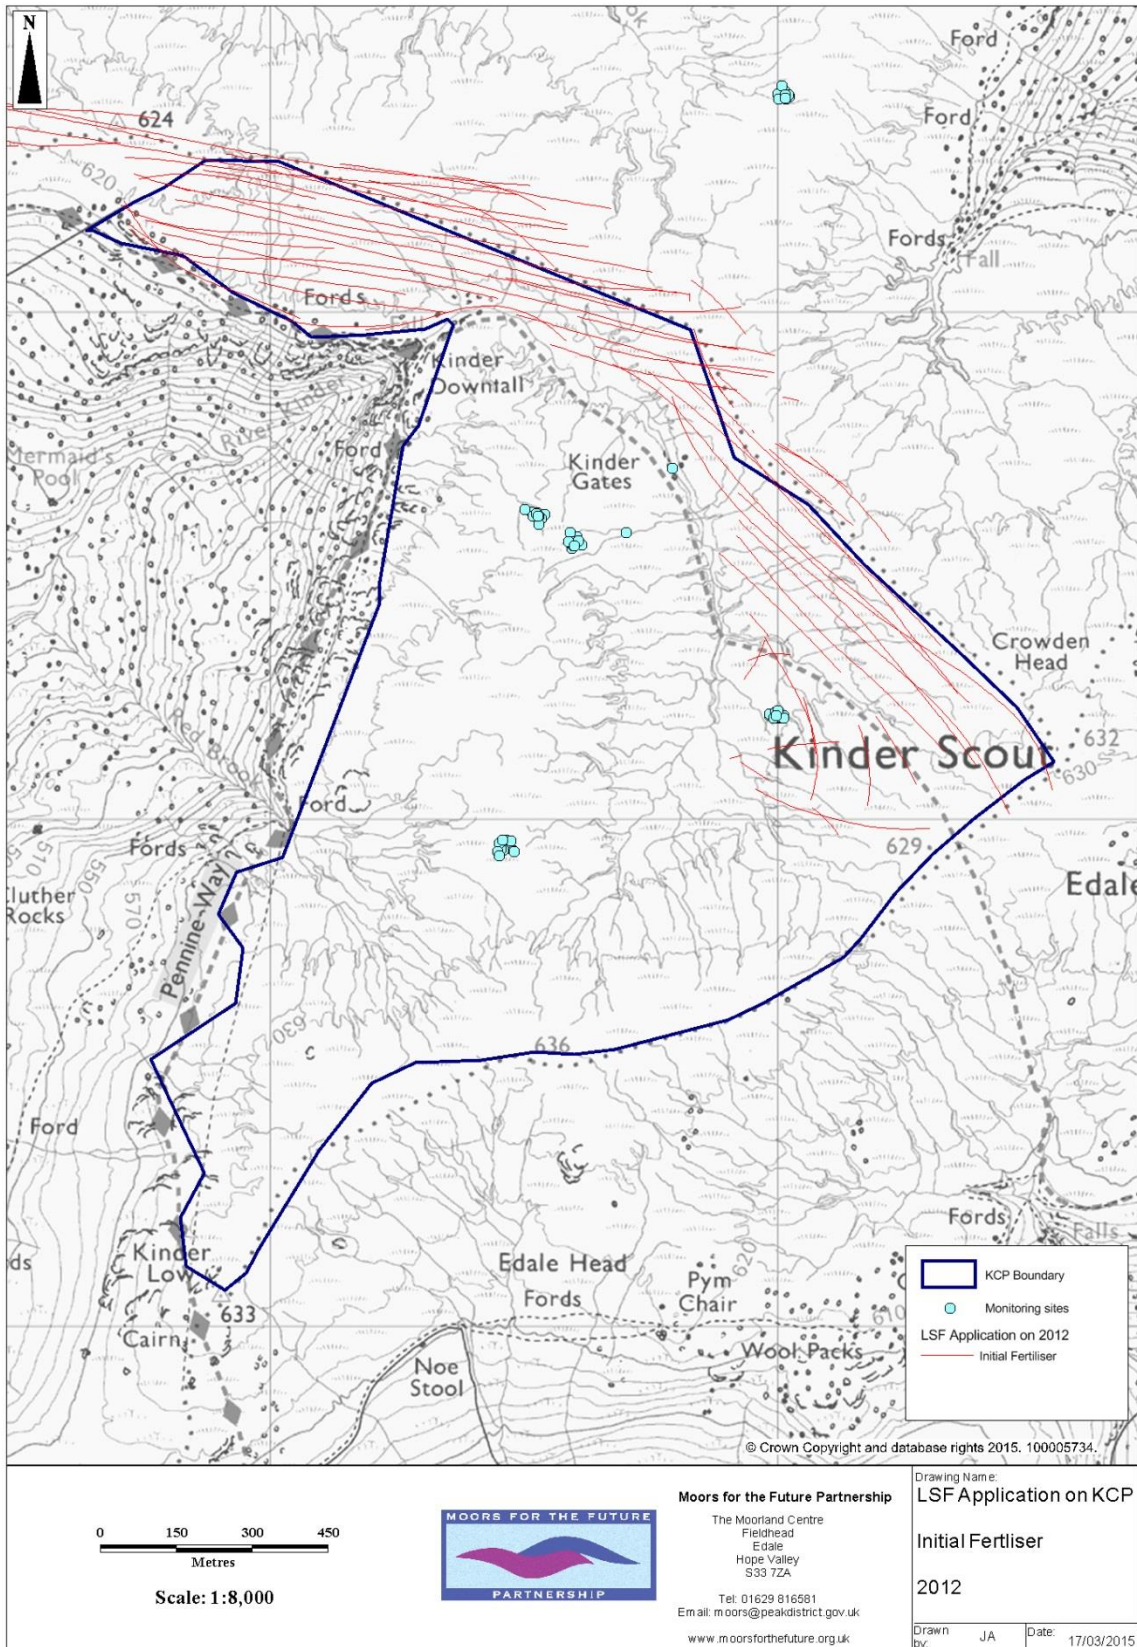 N
Ford
624
Ford
620
Fords
Fall
Fords
Kinder
Downfall
River Kinder
Mermaid's
Pool
Ford
Kinder
Gates
Crowden
Head
Red Brook
Kinder Scout
632
630
Ford
Fords
629
510
550
570
Cluther
Rocks
Edale
Pennine Way
630
636
Ford
Fords
Falls
Kinder
Low
Edale Head
Fords
620
Pym
Chair
633
Cairn
Noe
Stool
Wool Packs
610
ds
KCP Boundary
Monitoring sites
LSF Application on 2012
Initial Fertiliser
© Crown Copyright and database rights 2015. 100005734.
0 150 300 450
Metres
Scale: 1:8,000
MOORS FOR THE FUTURE
PARTNERSHIP
Moors for the Future Partnership
The Moorland Centre
Fieldhead
Edale
Hope Valley
S33 7ZA
Tel: 01629 816581
Email: moors@peakdistrict.gov.uk
www.moorsforthefuture.org.uk
Drawing Name:
LSF Application on KCP
Initial Fertliser
2012
Drawn by: JA
Date: 17/03/2015